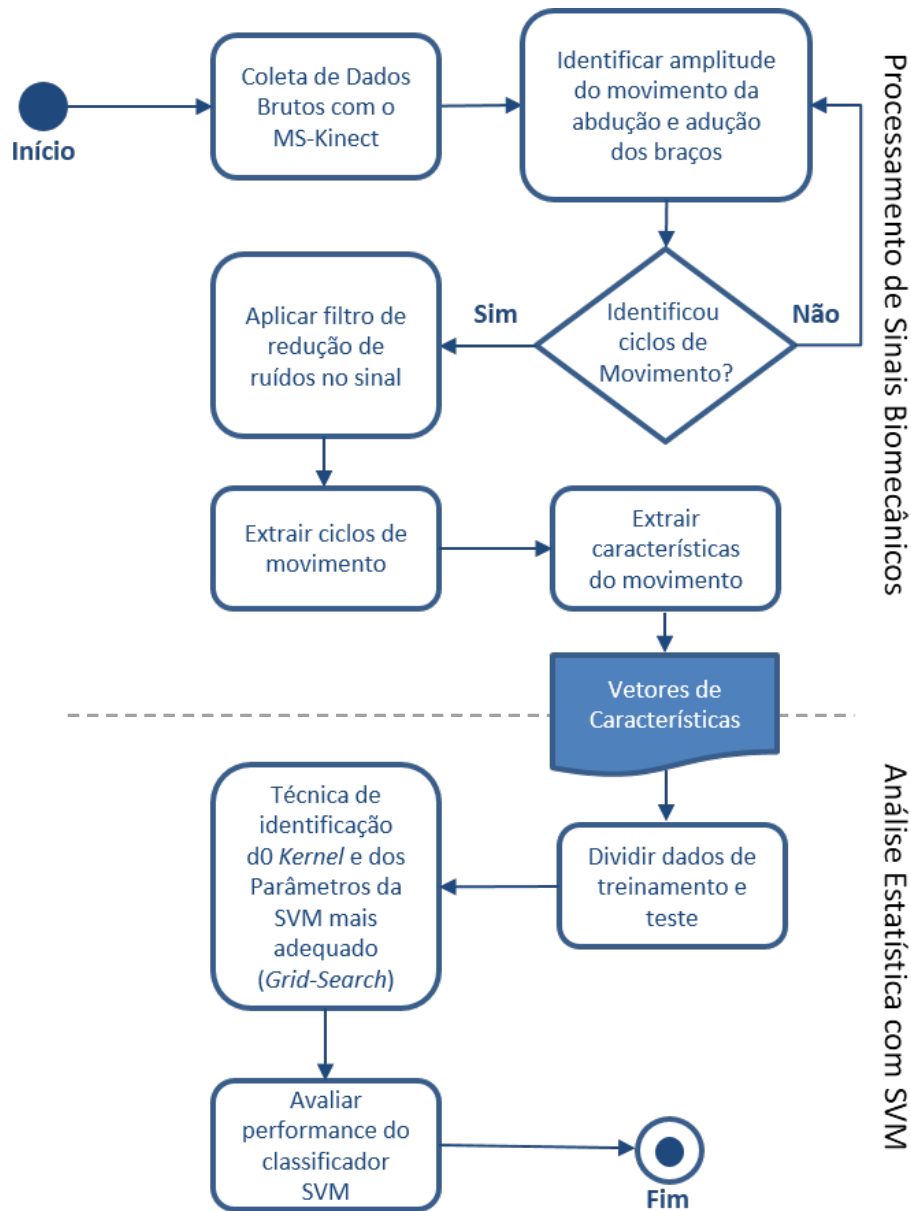 Coleta de Dados
Brutos com o
MS-Kinect
Início
Identificar amplitude
do movimento da
abdução e adução
dos braços
Identificou
ciclos de
Movimento?
Sim
Não
Aplicar filtro de
redução de
ruídos no sinal
Extrair ciclos de
movimento
Extrair
características
do movimento
Vetores de
Características
Dividir dados de
treinamento e
teste
Técnica de
identificação
d0 Kernel e dos
Parâmetros da
SVM mais
adequado
(Grid-Search)
Avaliar
performance do
classificador
SVM
Fim
Processamento de Sinais Biomecânicos
Análise Estatística com SVM